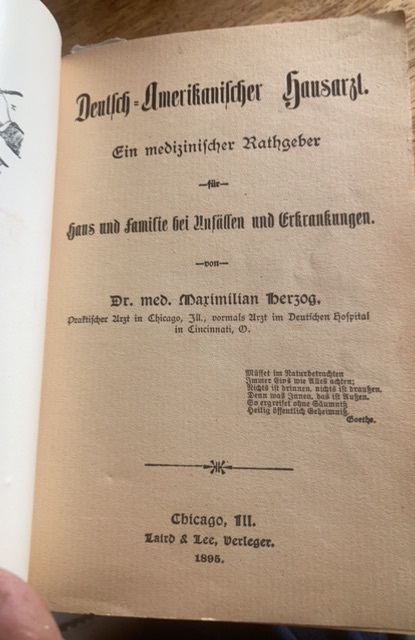 Deutsch-Amerikanischer Hausarzt.
Ein medizinischer Rathgeber
—für—
Haus und Familie bei Unfällen und Erkrankungen.
—von—
Dr. med. Maximilian Herzog,
Praktischer Arzt in Chicago, Ill., vormals Arzt im Deutschen Hospital
in Cincinnati, O.
Müsset im Naturbetrachten
Immer Eins wie Alles achten;
Nichts ist drinnen, nichts ist draußen.
Denn was Innen, das ist Außen.
So ergreifet ohne Säumniß
Heilig öffentlich Geheimniß.
Goethe.
Chicago, Ill.
Laird & Lee, Verleger.
1895.